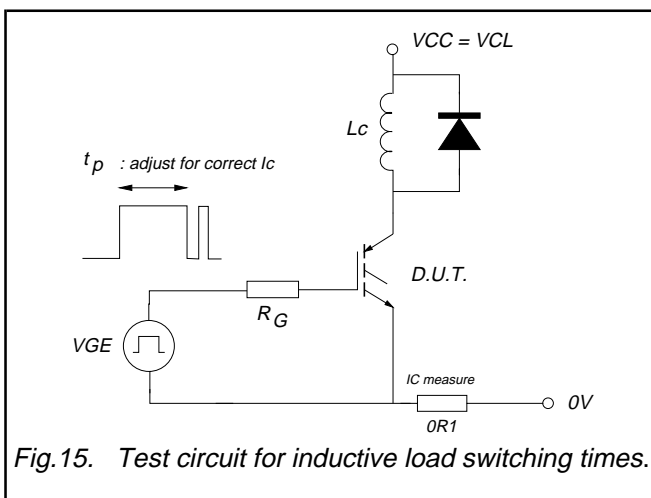 VCC = VCL
Lc
tp : adjust for correct Ic
D.U.T.
RG
VGE
IC measure
0V
0R1
Fig.15. Test circuit for inductive load switching times.